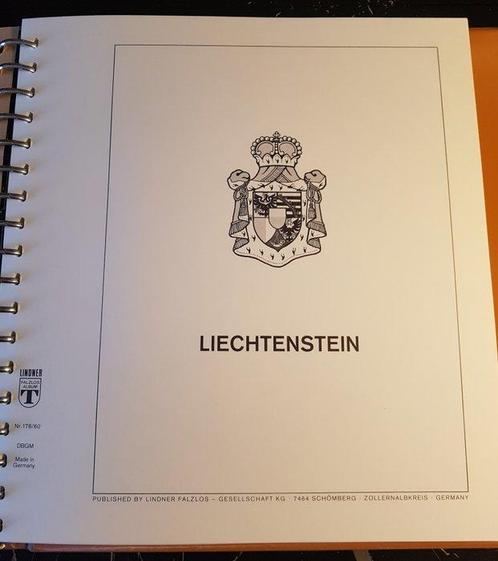 LIECHTENSTEIN
LINDNER
FALZLOS
ALBUM
T
Nr. 178/60
DBGM
Made in
Germany
PUBLISHED BY LINDNER FALZLOS – GESELLSCHAFT KG · 7464 SCHÖMBERG · ZOLLERNALBKREIS · GERMANY